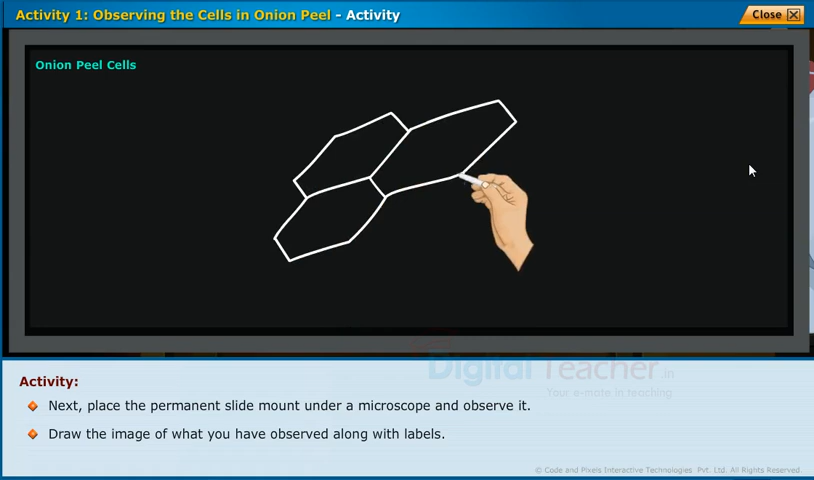 Activity 1: Observing the Cells in Onion Peel - Activity
Close
Onion Peel Cells
Digital Teacher in
Your e-mate in teaching
Activity:
Next, place the permanent slide mount under a microscope and observe it.
Draw the image of what you have observed along with labels.
© Code and Pixels Interactive Technologies Pvt. Ltd. All Rights Reserved